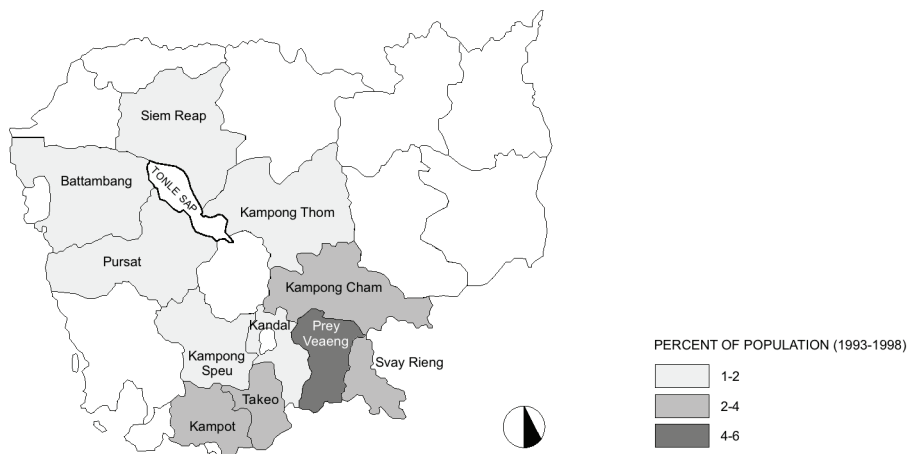 Siem Reap
Battambang
TONLE SAP
Kampong Thom
Pursat
Kampong Cham
Kandal
Prey
Veaeng
Kampong
Speu
Svay Rieng
Takeo
Kampot
PERCENT OF POPULATION (1993-1998)
1-2
2-4
4-6